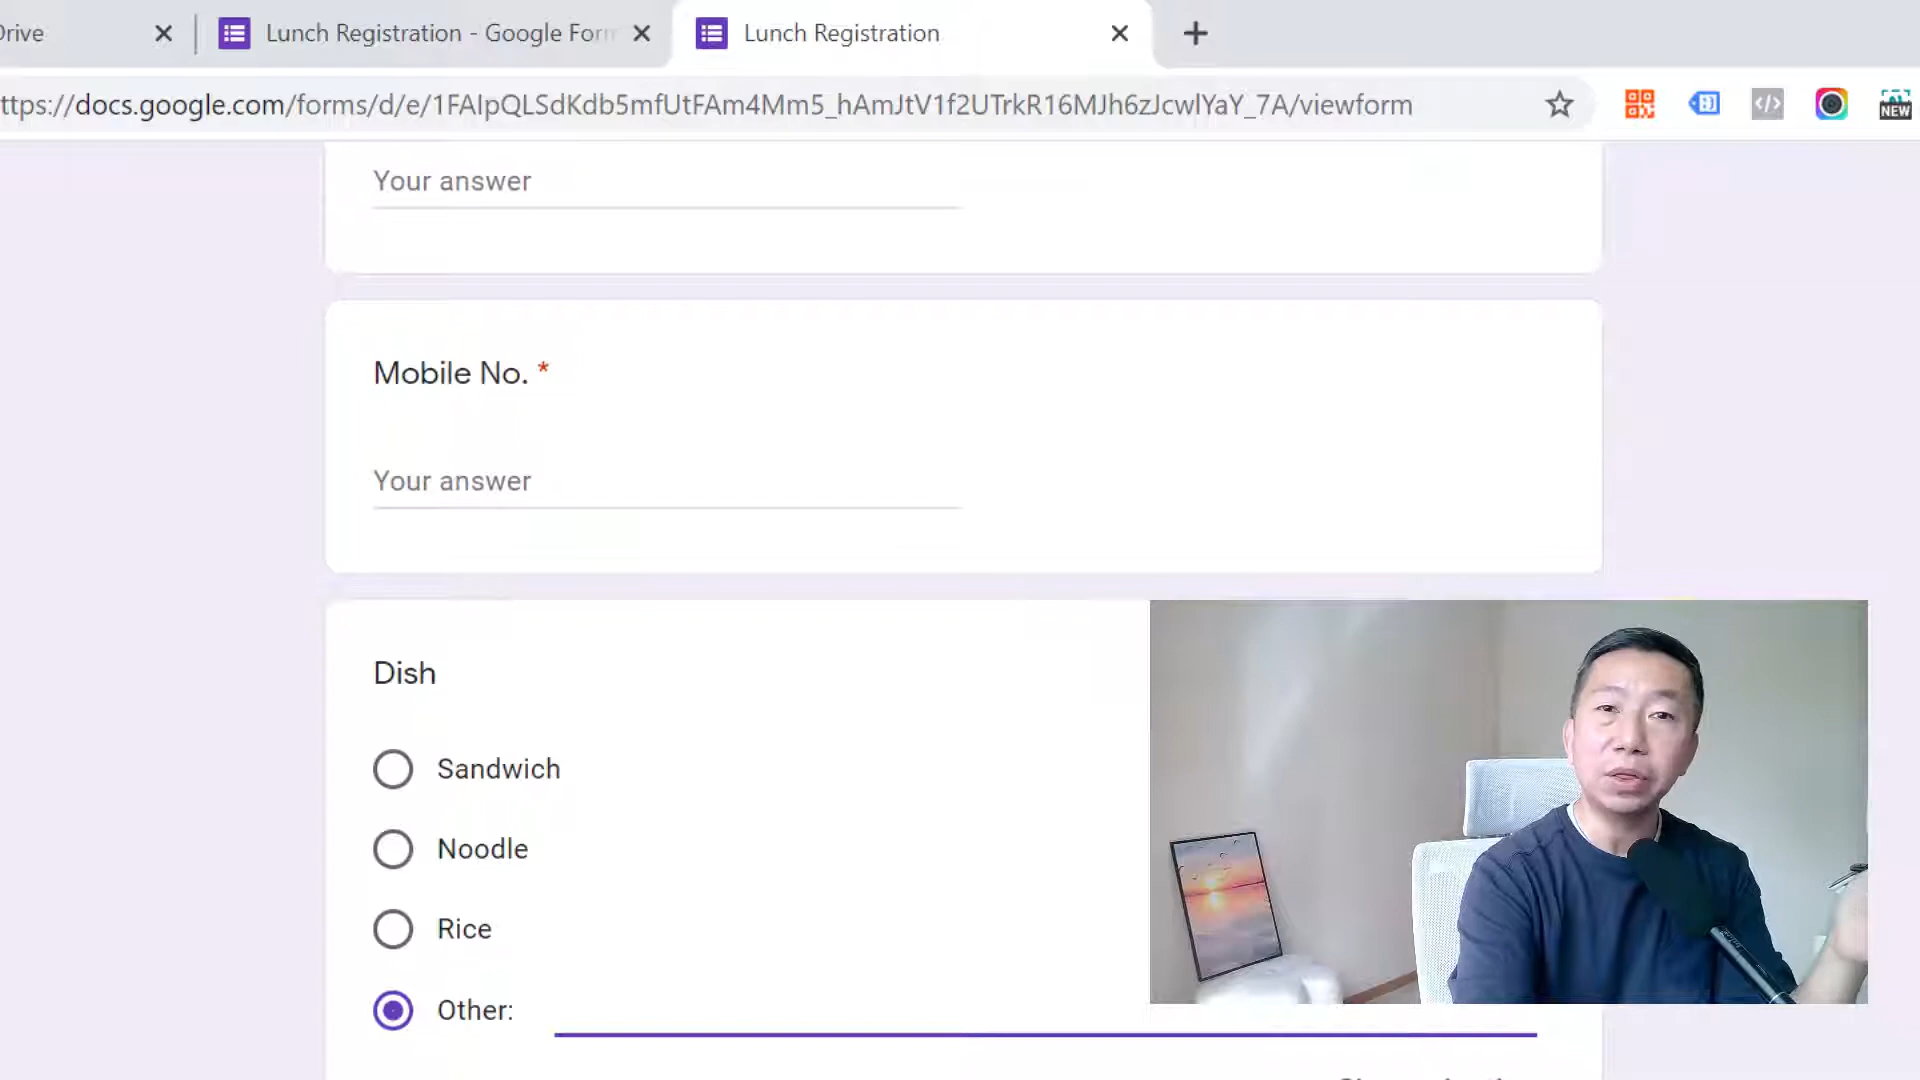 Drive
Lunch Registration - Google Form
Lunch Registration
ttps://docs.google.com/forms/d/e/1FAIpQLSdKdb5mfUtFAm4Mm5_hAmJtV1f2UTrkR16MJh6zJcwlYaY_7A/viewform
NEW
Your answer
Mobile No. *
Your answer
Dish
Sandwich
Noodle
Rice
Other: